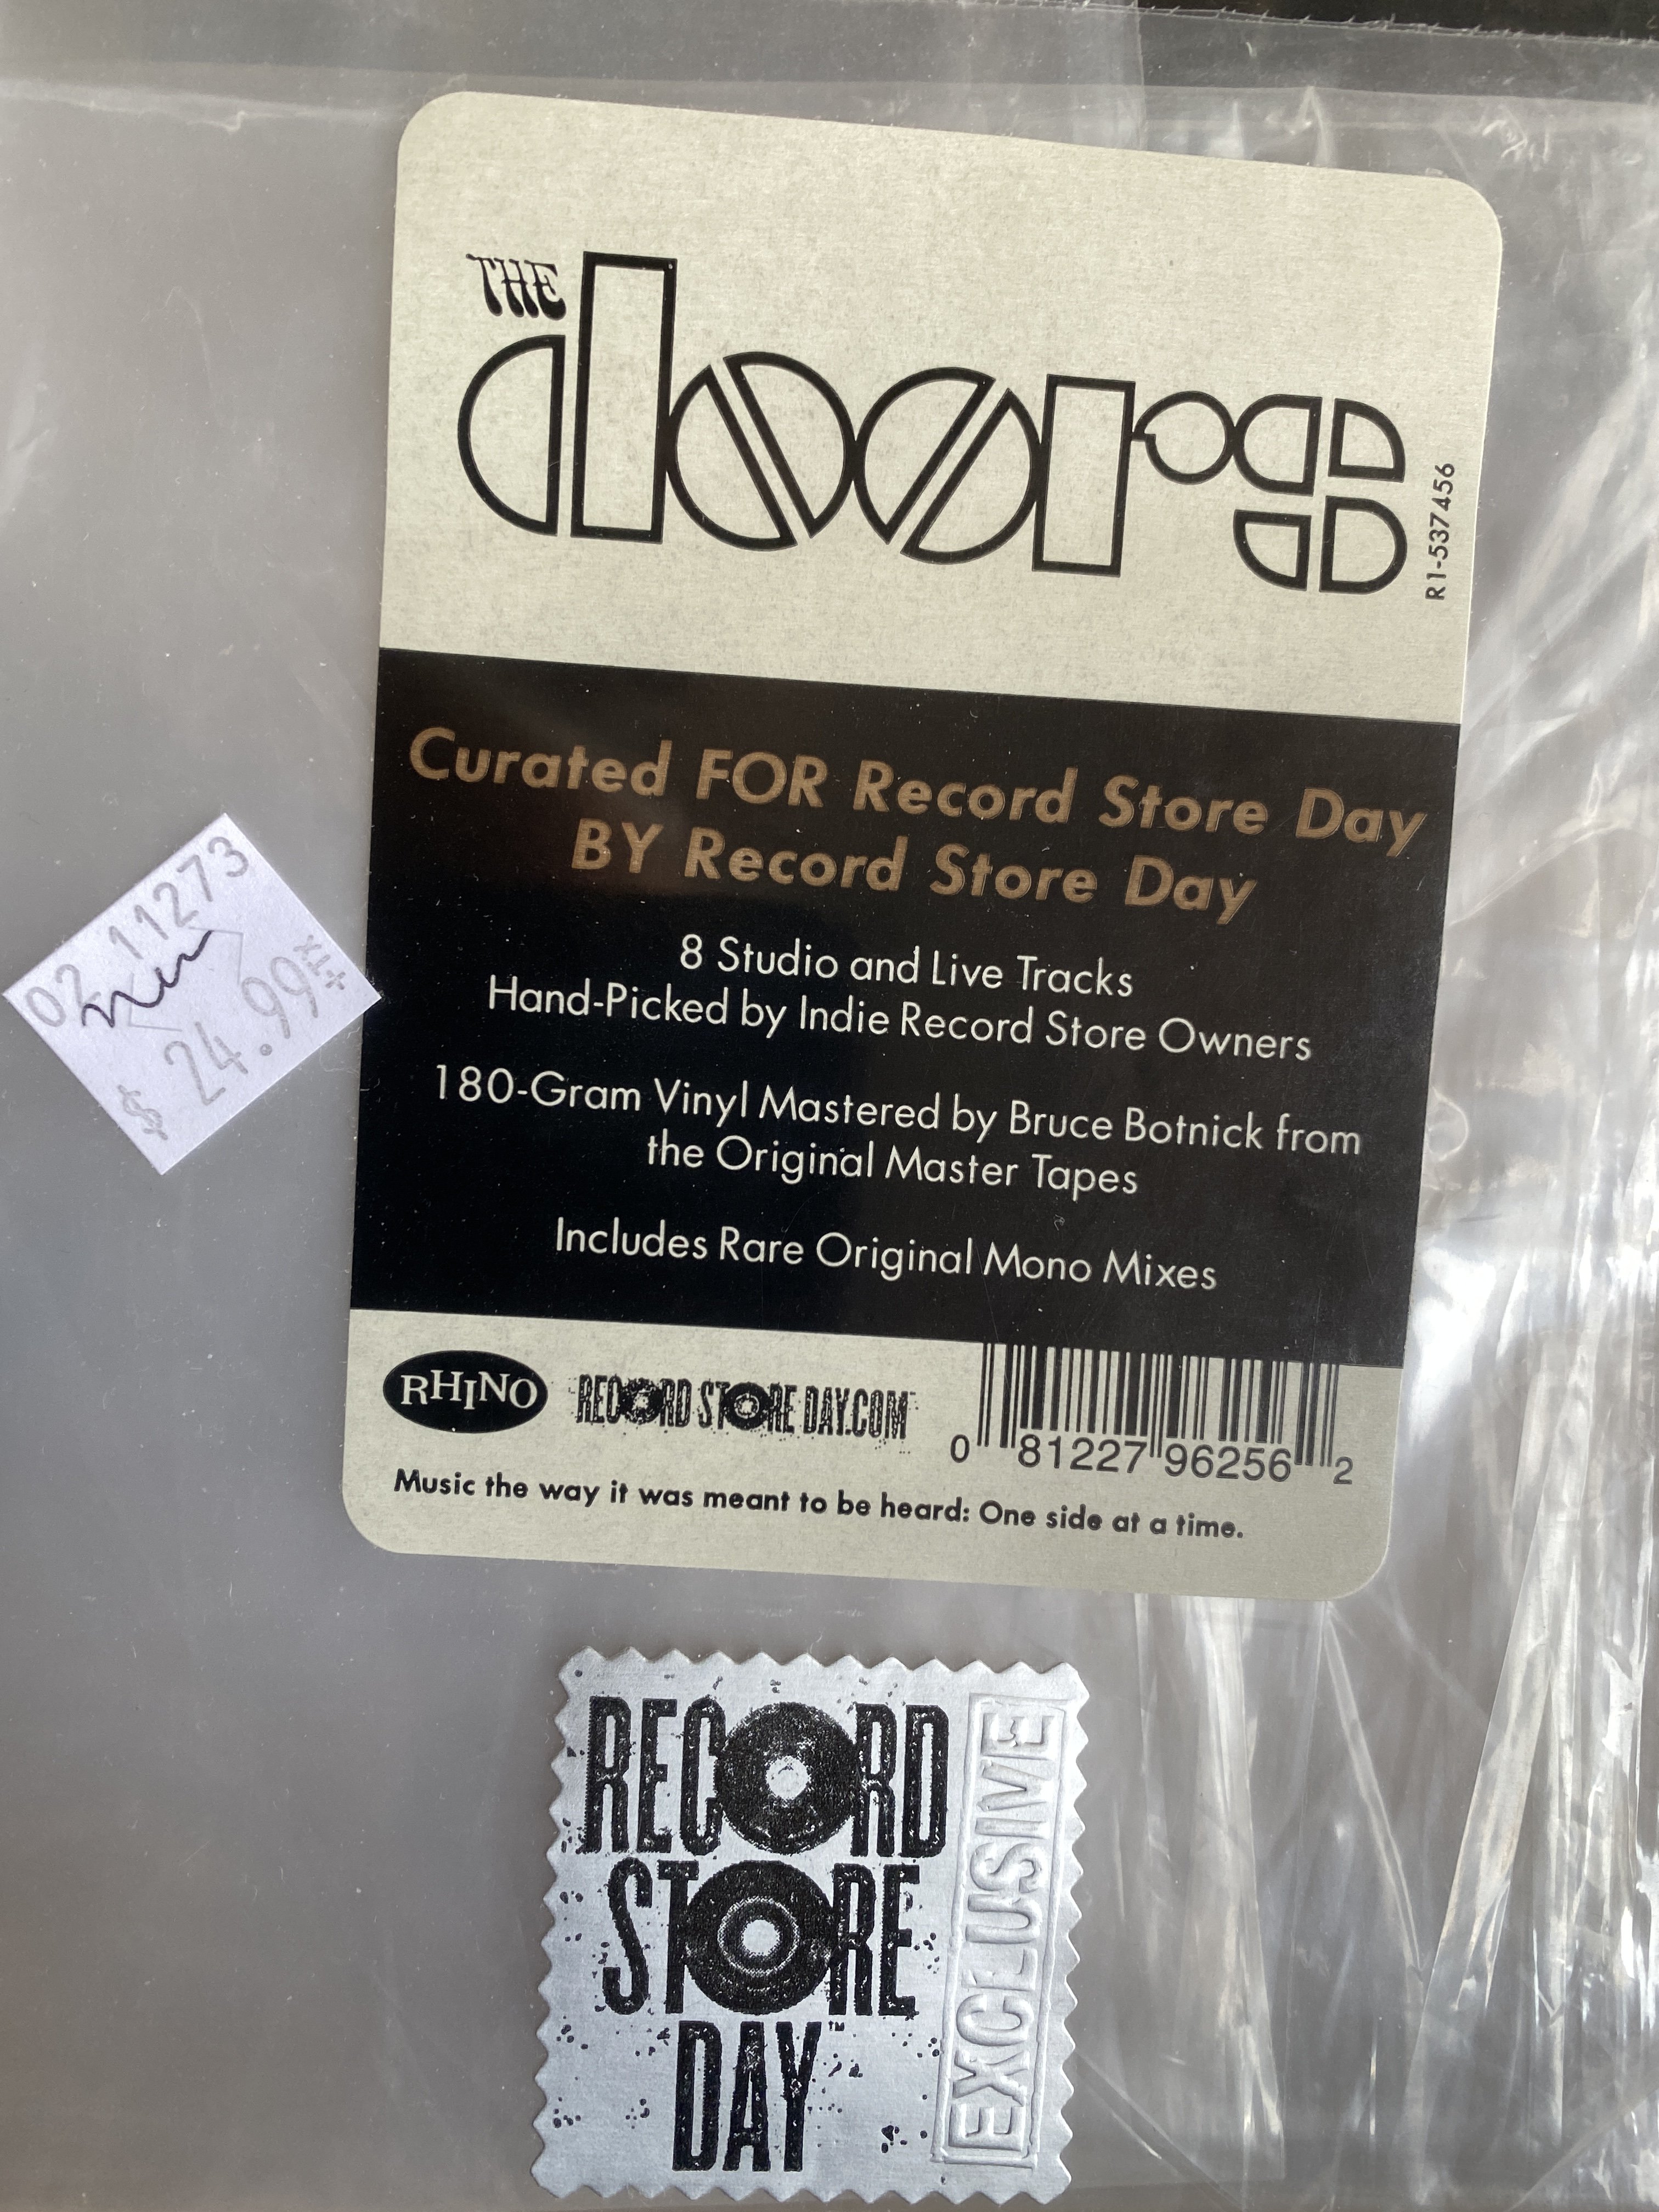 THE
doors
R1-537456
Curated FOR Record Store Day
BY Record Store Day
8 Studio and Live Tracks
Hand-Picked by Indie Record Store Owners
180-Gram Vinyl Mastered by Bruce Botnick from
the Original Master Tapes
Includes Rare Original Mono Mixes
02 11273
new
$ 24.99 +TX
RHINO
RECORD STORE DAY.COM
0 81227 96256 2
Music the way it was meant to be heard: One side at a time.
RECORD
STORE
DAY™
EXCLUSIVE